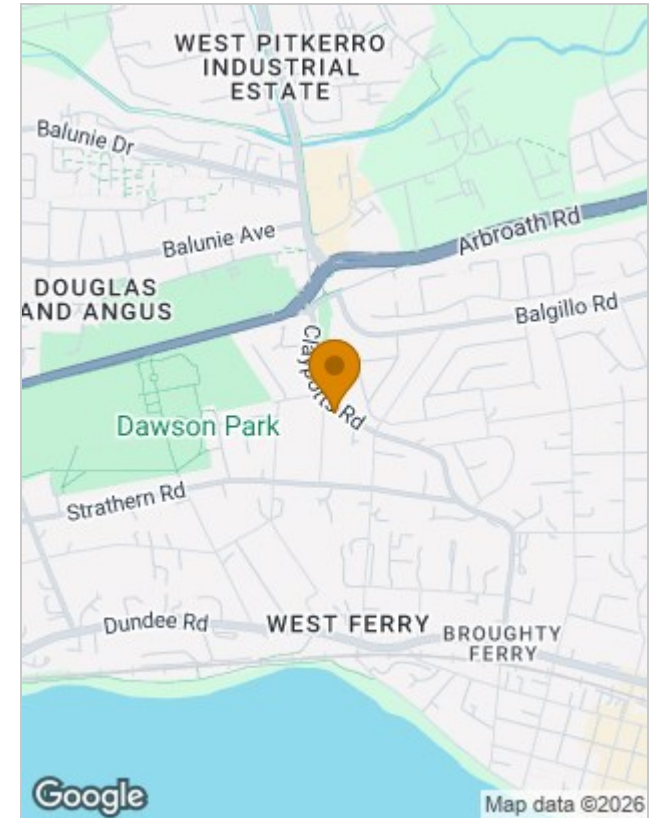 WEST PITKERRO
INDUSTRIAL
ESTATE
Balunie Dr
Balunie Ave
Arbroath Rd
DOUGLAS
AND ANGUS
Balgillo Rd
Claypotts Rd
Dawson Park
Strathern Rd
Dundee Rd
WEST FERRY
BROUGHTY
FERRY
Google
Map data ©2026